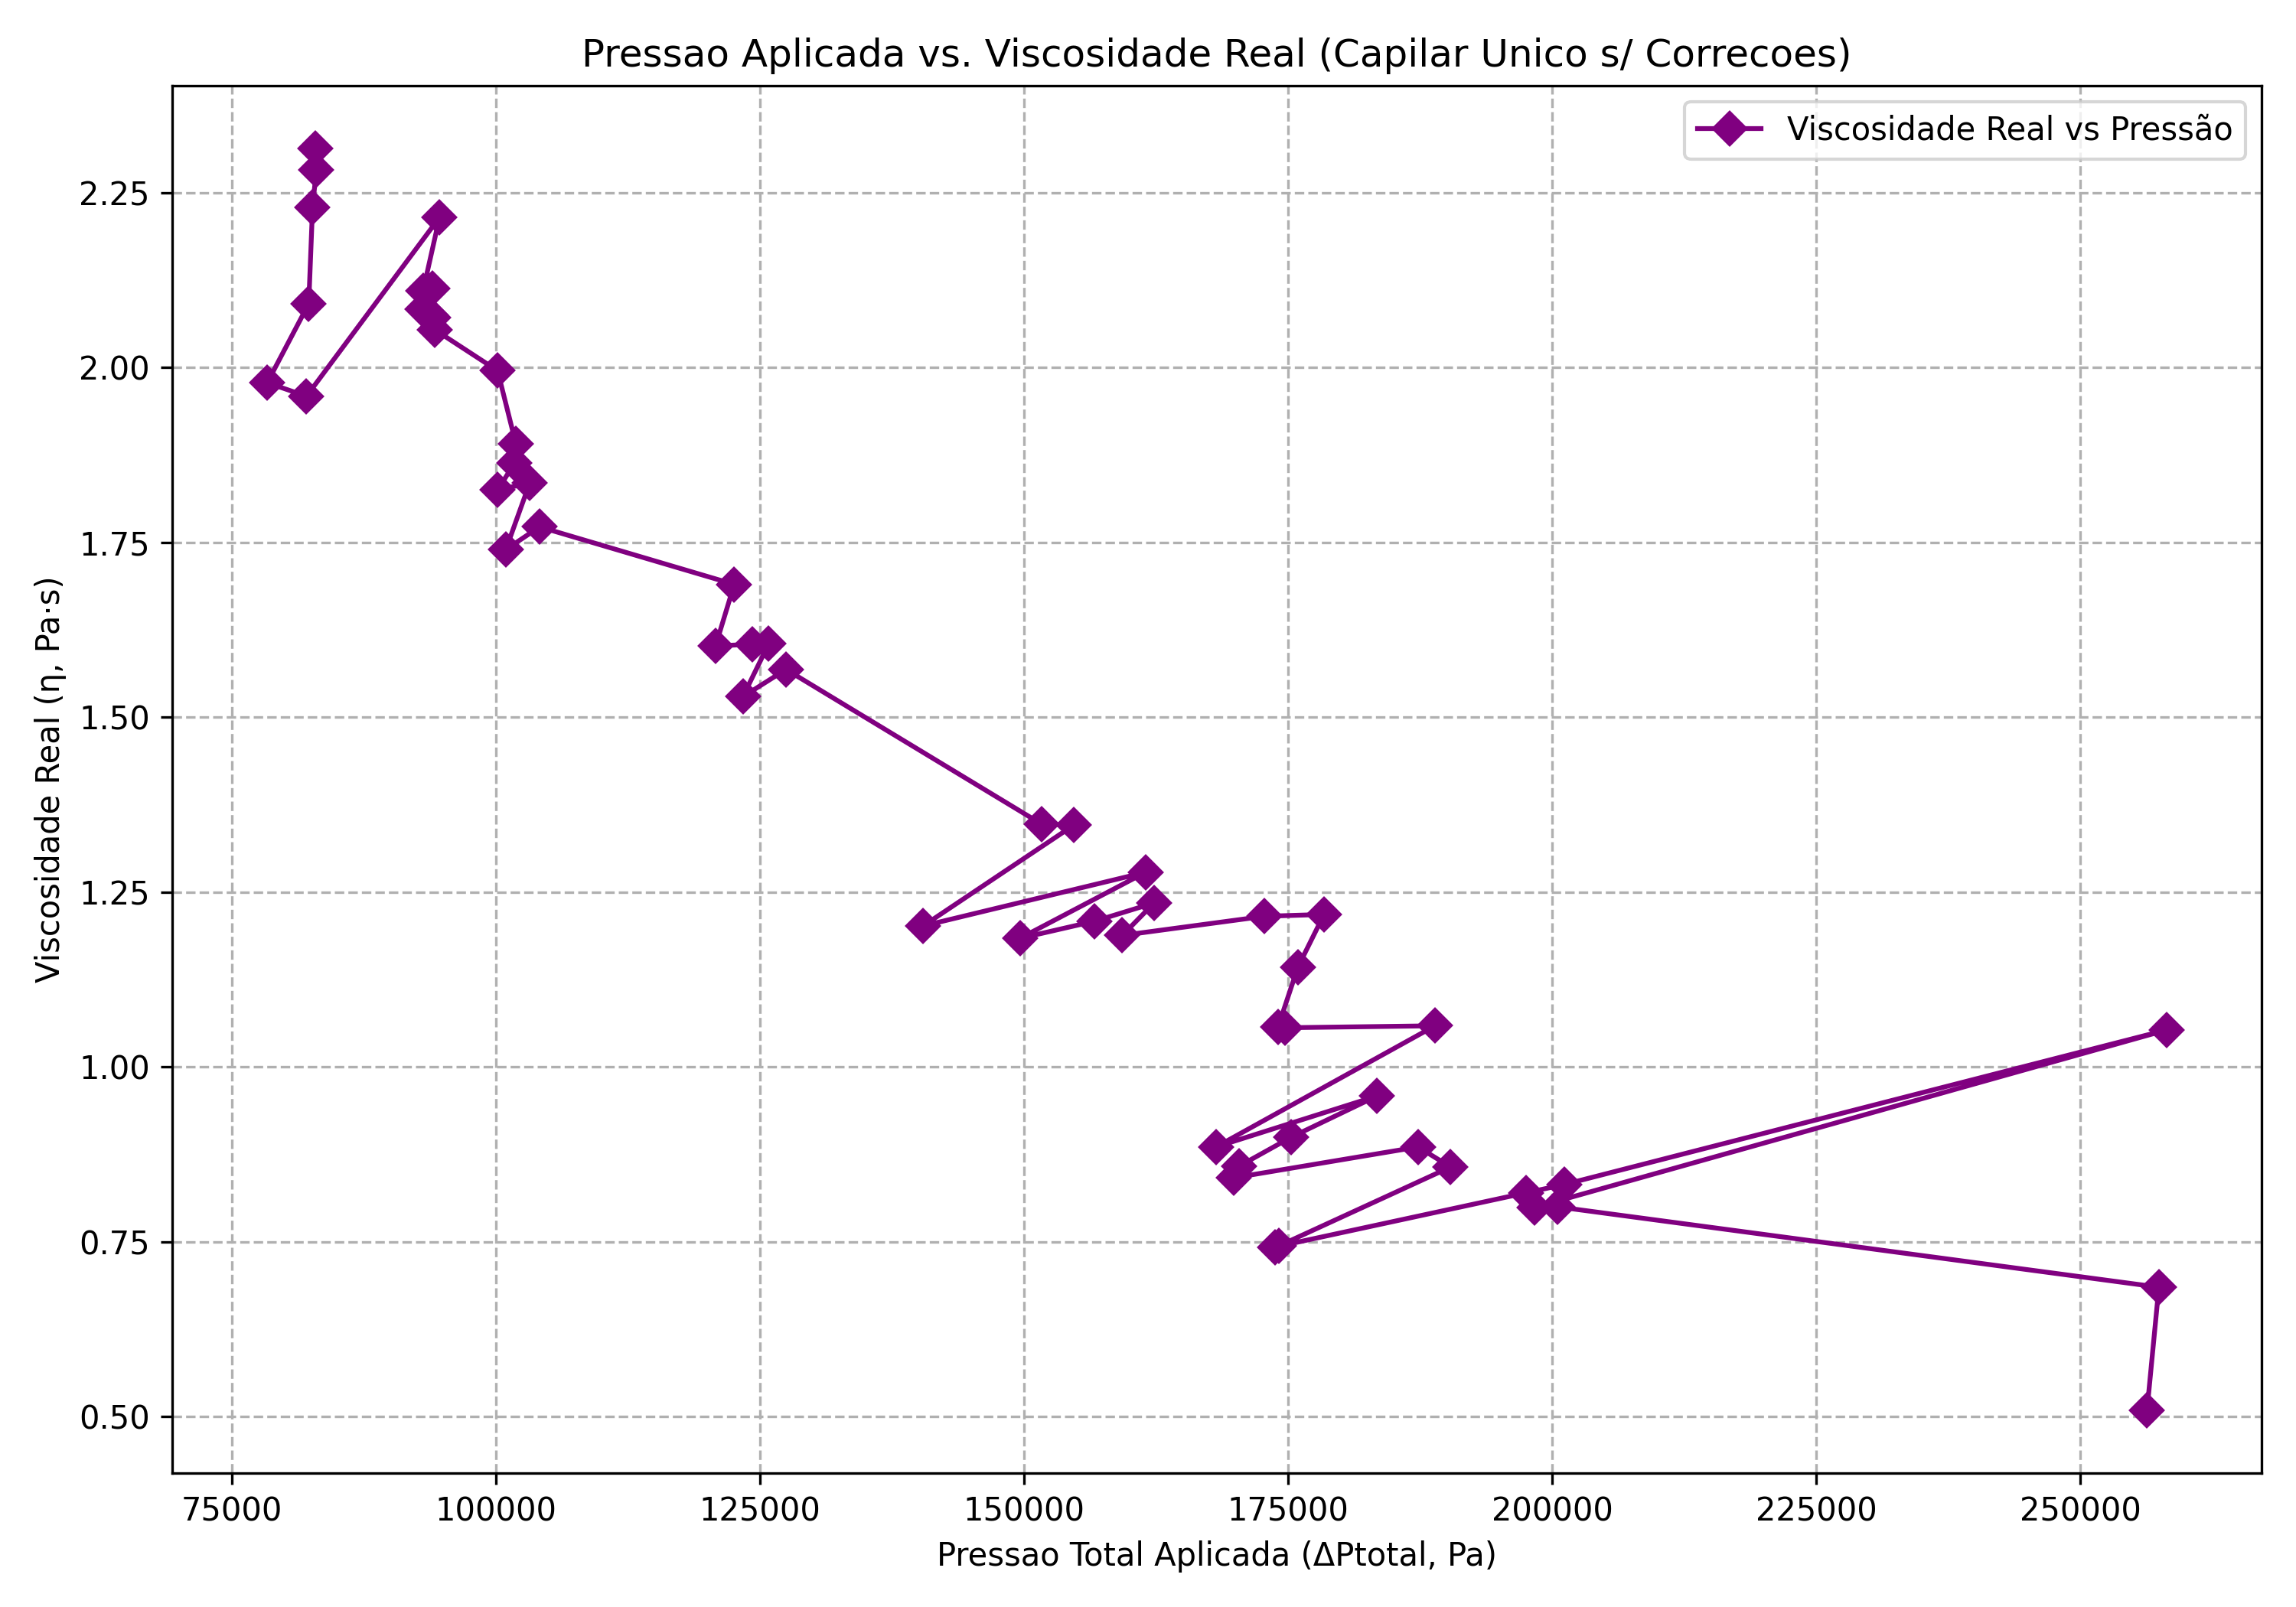 Pressao Aplicada vs. Viscosidade Real (Capilar Unico s/ Correcoes)
Viscosidade Real vs Pressão
Viscosidade Real (η, Pa·s)
2.25
2.00
1.75
1.50
1.25
1.00
0.75
0.50
75000 100000 125000 150000 175000 200000 225000 250000
Pressao Total Aplicada (ΔPtotal, Pa)